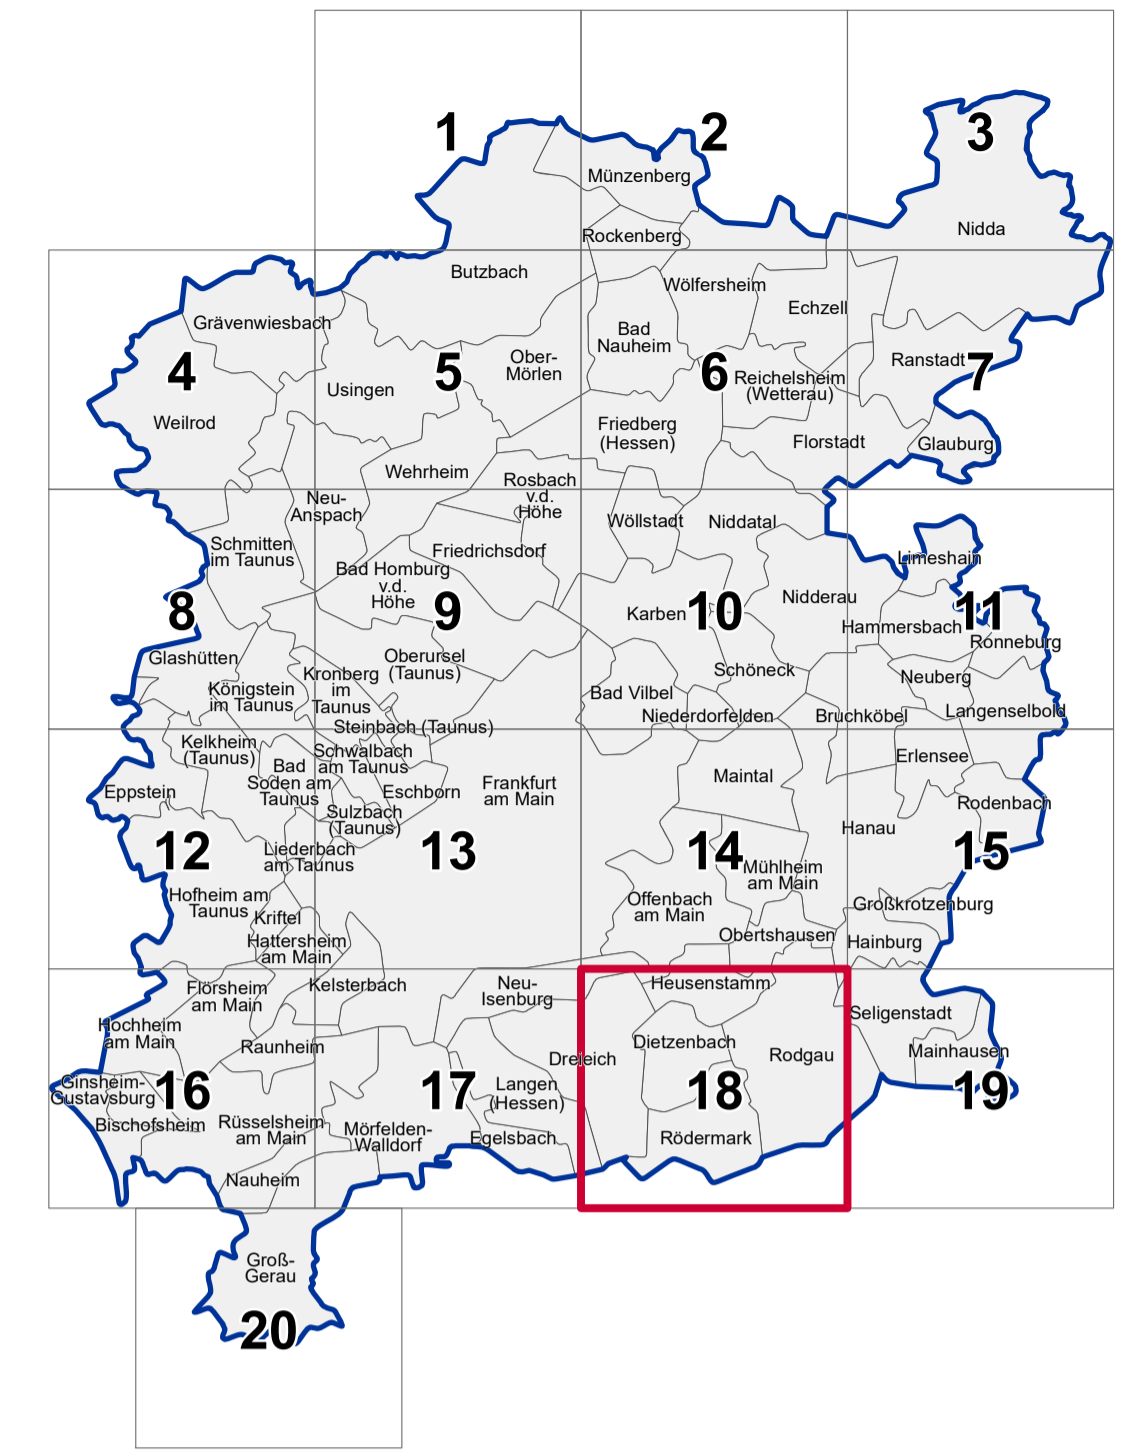 1
2
3
Münzenberg
Nidda
Rockenberg
Butzbach
Wölfersheim
Echzell
Grävenwiesbach
Bad
Nauheim
Ober-
Mörlen
Ranstadt
4
5
6
7
Usingen
Reichelsheim
(Wetterau)
Weilrod
Friedberg
(Hessen)
Florstadt
Glauburg
Wehrheim
Rosbach
v.d.
Höhe
Neu-
Anspach
Wöllstadt
Niddatal
Schmitten
im Taunus
Friedrichsdorf
Limeshain
Bad Homburg
v.d.
Höhe
8
9
10
11
Nidderau
Karben
Hammersbach
Ronneburg
Glashütten
Oberursel
(Taunus)
Kronberg
im
Taunus
Schöneck
Neuberg
Königstein
im Taunus
Bad Vilbel
Niederdorfelden
Bruchköbel
Langenselbold
Steinbach (Taunus)
Kelkheim
(Taunus)
Schwalbach
am Taunus
Erlensee
Bad
Soden am
Taunus
Maintal
Eppstein
Eschborn
Frankfurt
am Main
Rodenbach
Sulzbach
(Taunus)
Hanau
12
13
14
15
Liederbach
am Taunus
Mühlheim
am Main
Hofheim am
Taunus
Offenbach
am Main
Großkrotzenburg
Kriftel
Hattersheim
am Main
Obertshausen
Hainburg
Flörsheim
am Main
Kelsterbach
Neu-
Isenburg
Heusenstamm
Hochheim
am Main
Seligenstadt
Raunheim
Dreieich
Dietzenbach
Rodgau
Mainhausen
Ginsheim-
Gustavsburg
16
17
18
19
Langen
(Hessen)
Bischofsheim
Rüsselsheim
am Main
Mörfelden-
Walldorf
Egelsbach
Rödermark
Nauheim
Groß-
Gerau
20